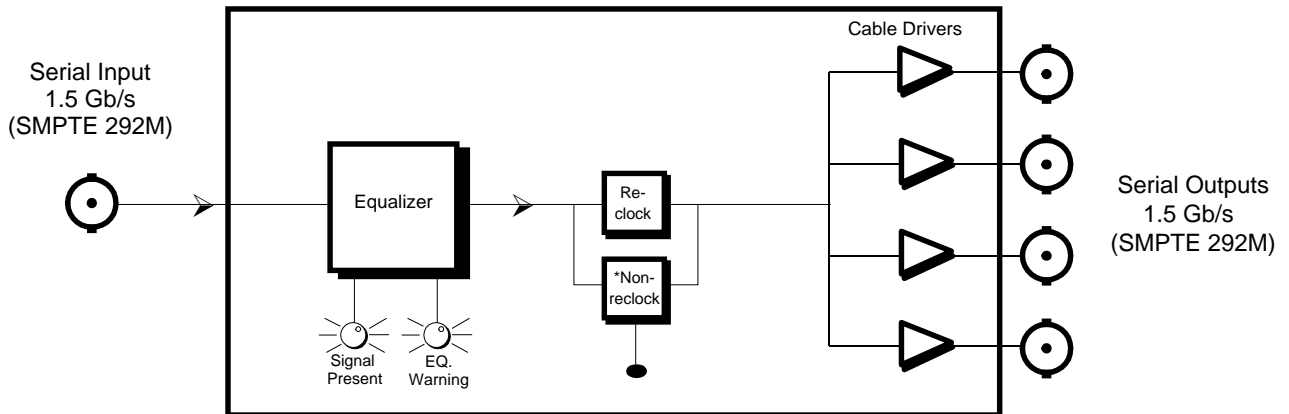 Cable Drivers
Serial Input
1.5 Gb/s
(SMPTE 292M)
Equalizer
Re-
clock
*Non-
reclock
Signal
Present
EQ.
Warning
Serial Outputs
1.5 Gb/s
(SMPTE 292M)